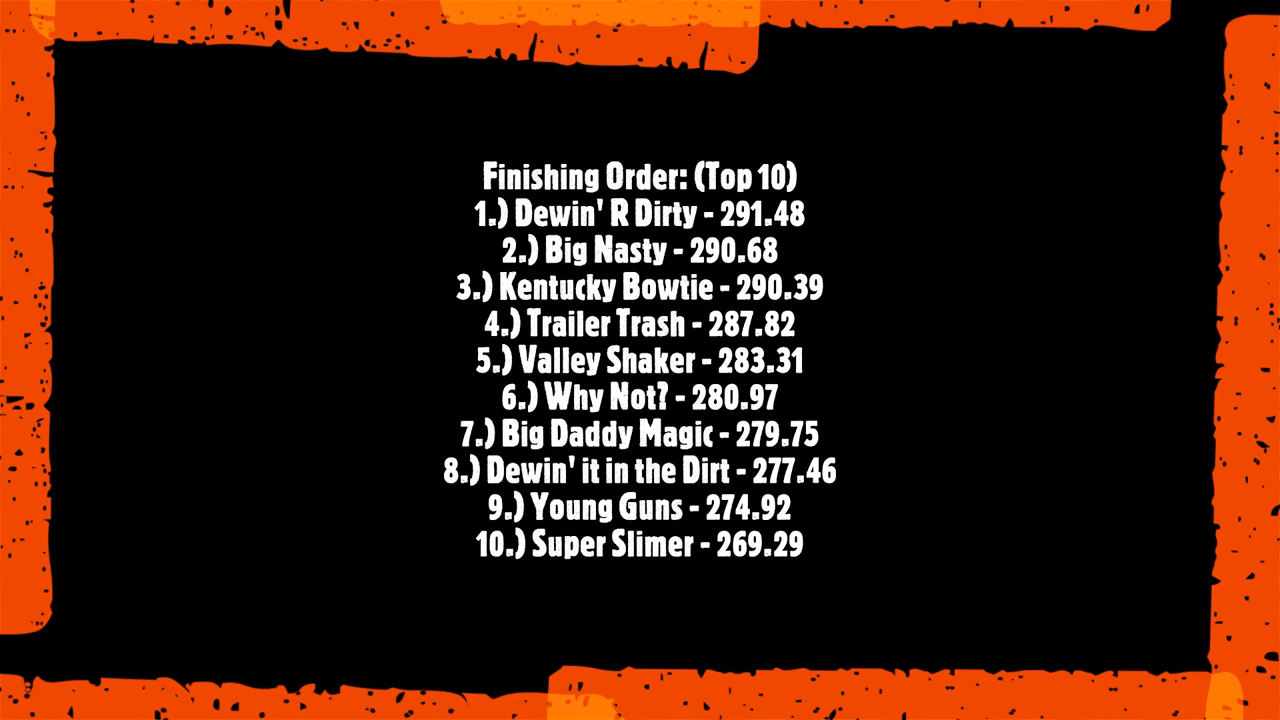 Finishing Order: (Top 10)
1.) Dewin' R Dirty - 291.48
2.) Big Nasty - 290.68
3.) Kentucky Bowtie - 290.39
4.) Trailer Trash - 287.82
5.) Valley Shaker - 283.31
6.) Why Not? - 280.97
7.) Big Daddy Magic - 279.75
8.) Dewin' it in the Dirt - 277.46
9.) Young Guns - 274.92
10.) Super Slimer - 269.29